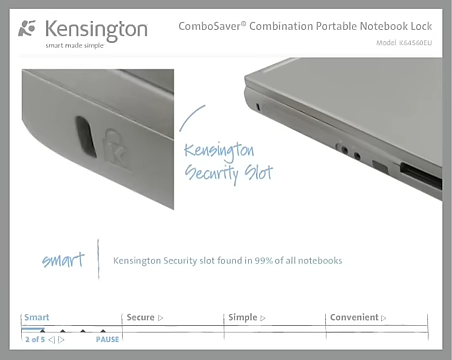 Kensington
smart made simple
ComboSaver® Combination Portable Notebook Lock
Model K64560EU
Kensington
Security Slot
smart
Kensington Security slot found in 99% of all notebooks
Smart
Secure ▷
Simple ▷
Convenient ▷
2 of 5 ◁ ▷
PAUSE